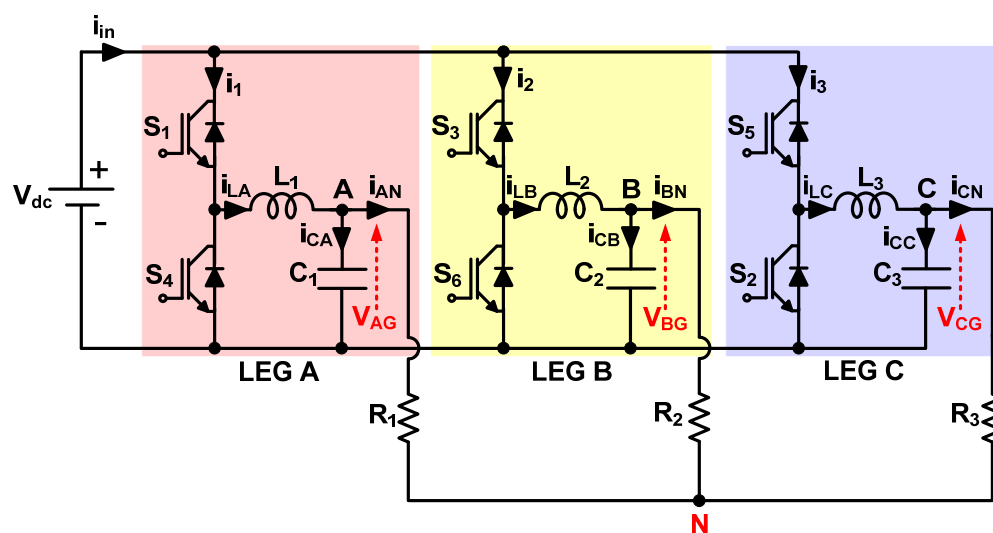 i_in
i_1
i_2
i_3
S_1
S_3
S_5
V_dc
+
-
i_LA
L_1
A
i_AN
i_LB
L_2
B
i_BN
i_LC
L_3
C
i_CN
i_CA
i_CB
i_CC
S_4
C_1
S_6
C_2
S_2
C_3
V_AG
V_BG
V_CG
LEG A
LEG B
LEG C
R_1
R_2
R_3
N